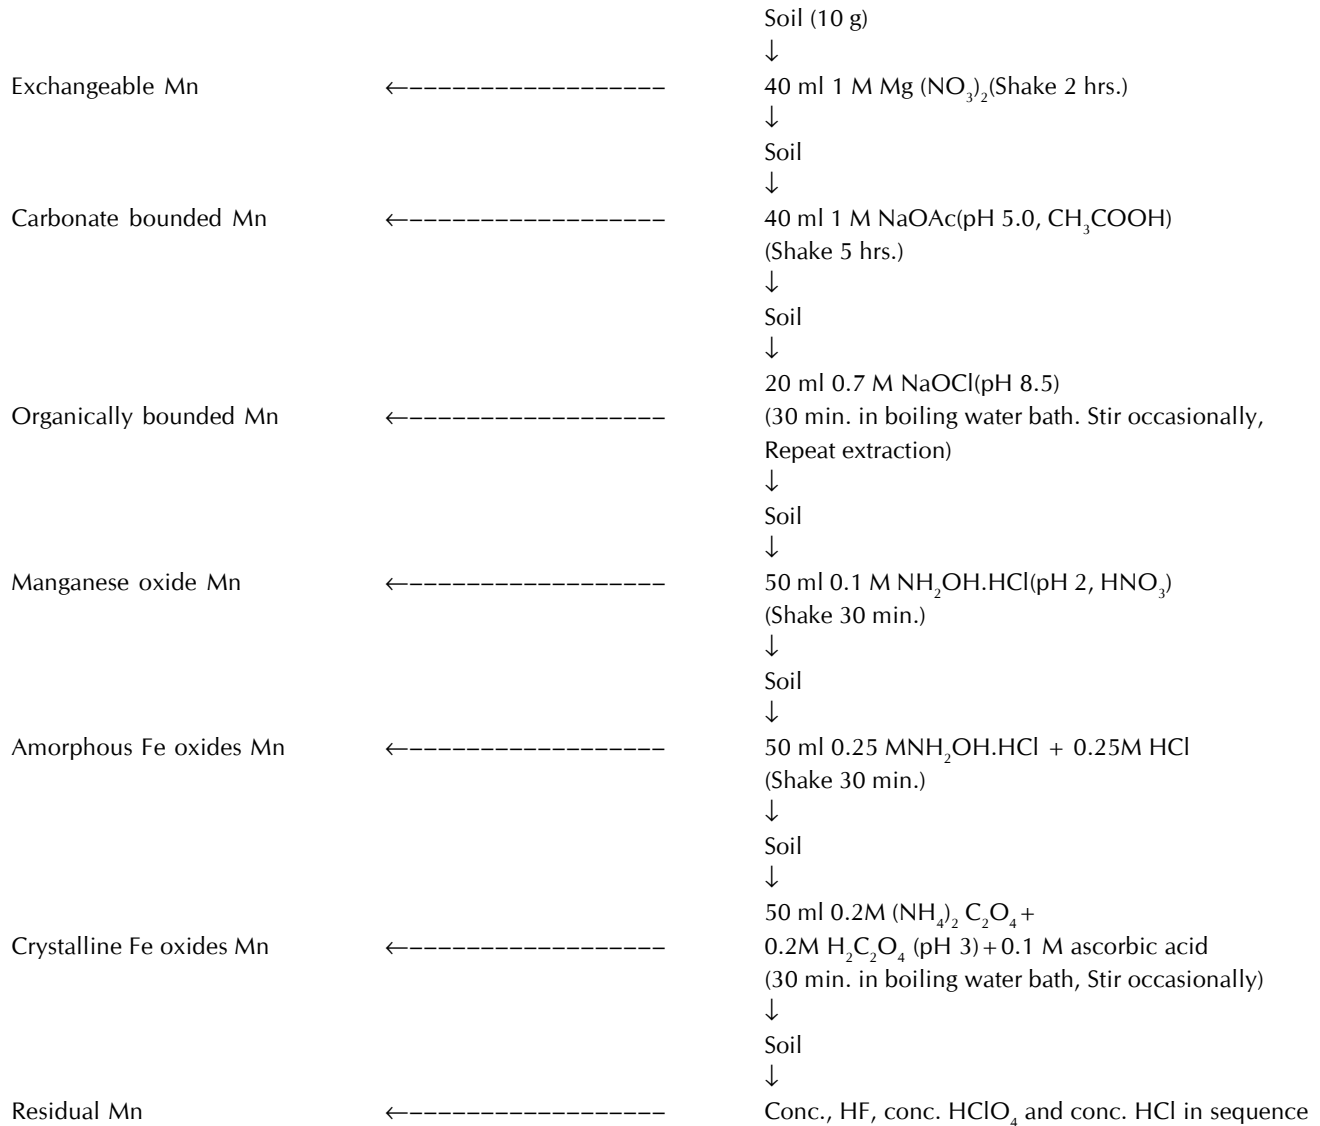 Soil (10 g)
↓
Exchangeable Mn ←------------------ 40 ml 1 M Mg (NO₃)₂(Shake 2 hrs.)
↓
Soil
↓
Carbonate bounded Mn ←------------------ 40 ml 1 M NaOAc(pH 5.0, CH₃COOH)
(Shake 5 hrs.)
↓
Soil
↓
20 ml 0.7 M NaOCl(pH 8.5)
Organically bounded Mn ←------------------ (30 min. in boiling water bath. Stir occasionally,
Repeat extraction)
↓
Soil
↓
Manganese oxide Mn ←------------------ 50 ml 0.1 M NH₂OH.HCl(pH 2, HNO₃)
(Shake 30 min.)
↓
Soil
↓
Amorphous Fe oxides Mn ←------------------ 50 ml 0.25 MNH₂OH.HCl + 0.25M HCl
(Shake 30 min.)
↓
Soil
↓
50 ml 0.2M (NH₄)₂ C₂O₄+
Crystalline Fe oxides Mn ←------------------ 0.2M H₂C₂O₄ (pH 3)+0.1 M ascorbic acid
(30 min. in boiling water bath, Stir occasionally)
↓
Soil
↓
Residual Mn ←------------------ Conc., HF, conc. HClO₄ and conc. HCl in sequence